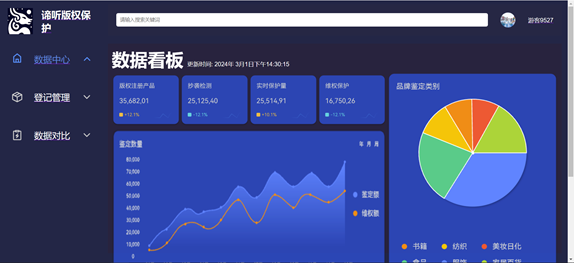 谛听版权保护
请输入搜索关键词
游客9527
数据中心
登记管理
数据对比
数据看板 更新时间: 2024年 3月1日下午14:30:15
版权注册产品
35,682,01
+13.1%
抄袭检测
25,125,40
-12.1%
实时保护量
25,514,91
+10.1%
维权保护
16,750,26
-12.1%
鉴定数量
年 月 周
80,000
70,000
60,000
50,000
40,000
30,000
20,000
10,000
0
鉴定额
维权额
品牌鉴定类别
书籍 纺织 美妆日化
食品 服饰 家居百货